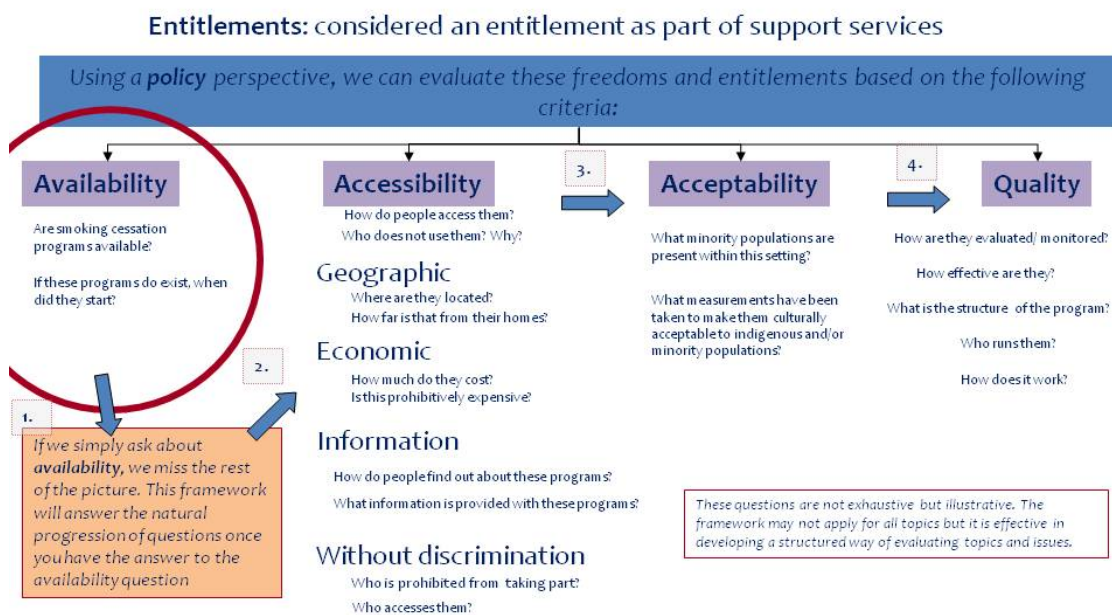 Entitlements: considered an entitlement as part of support services
Using a policy perspective, we can evaluate these freedoms and entitlements based on the following
criteria:
Availability
Are smoking cessation
programs available?
If these programs do exist, when
did they start?
1.
If we simply ask about
availability, we miss the rest
of the picture. This framework
will answer the natural
progression of questions once
you have the answer to the
availability question
2.
Accessibility
How do people access them?
Who does not use them? Why?
Geographic
Where are they located?
How far is that from their homes?
Economic
How much do they cost?
Is this prohibitively expensive?
Information
How do people find out about these programs?
What information is provided with these programs?
Without discrimination
Who is prohibited from taking part?
Who accesses them?
3.
Acceptability
What minority populations are
present within this setting?
What measurements have been
taken to make them culturally
acceptable to indigenous and/or
minority populations?
4.
Quality
How are they evaluated/ monitored?
How effective are they?
What is the structure of the program?
Who runs them?
How does it work?
These questions are not exhaustive but illustrative. The
framework may not apply for all topics but it is effective in
developing a structured way of evaluating topics and issues.